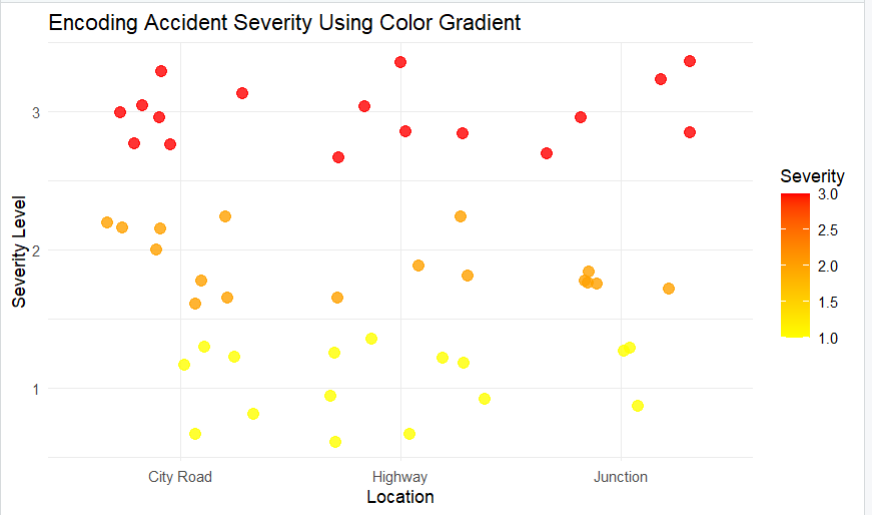 Encoding Accident Severity Using Color Gradient
Severity Level
3
2
1
City Road
Highway
Junction
Location
Severity
3.0
2.5
2.0
1.5
1.0